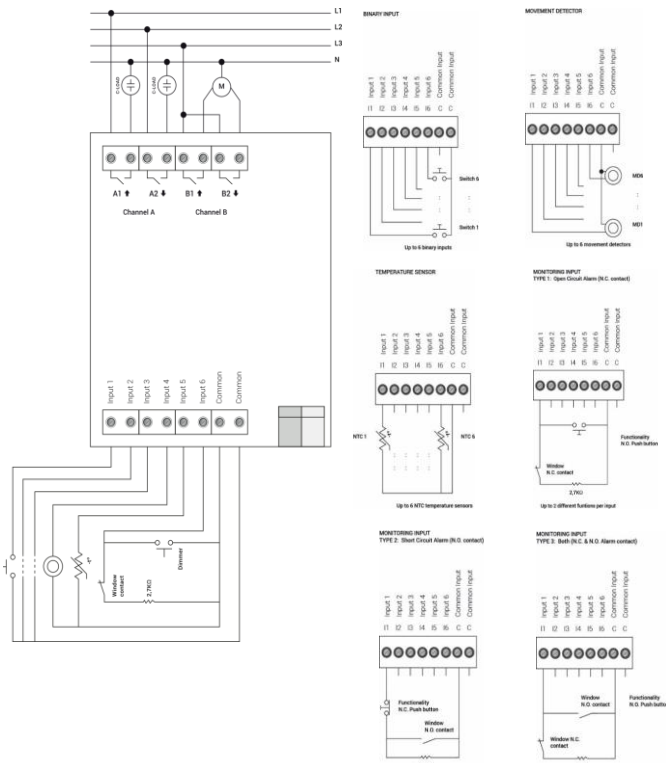 L1
L2
L3
N
C-LOAD
C-LOAD
M
A1
A2
B1
B2
Channel A
Channel B
Input 1
Input 2
Input 3
Input 4
Input 5
Input 6
Common
Common
Window
contact
2,7KΩ
Dimmer
BINARY INPUT
Input 1
Input 2
Input 3
Input 4
Input 5
Input 6
Common Input
Common Input
I1 I2 I3 I4 I5 I6 C C
Switch 6
Switch 1
Up to 6 binary inputs
MOVEMENT DETECTOR
Input 1
Input 2
Input 3
Input 4
Input 5
Input 6
Common Input
Common Input
I1 I2 I3 I4 I5 I6 C C
MD6
MD1
Up to 6 movement detectors
TEMPERATURE SENSOR
Input 1
Input 2
Input 3
Input 4
Input 5
Input 6
Common Input
Common Input
I1 I2 I3 I4 I5 I6 C C
NTC 1
NTC 6
Up to 6 NTC temperature sensors
MONITORING INPUT
TYPE 1: Open Circuit Alarm (N.C. contact)
Input 1
Input 2
Input 3
Input 4
Input 5
Input 6
Common Input
Common Input
I1 I2 I3 I4 I5 I6 C C
Functionality
N.O. Push button
Window
N.C. contact
2,7KΩ
Up to 2 different funtions per input
MONITORING INPUT
TYPE 2: Short Circuit Alarm (N.O. contact)
Input 1
Input 2
Input 3
Input 4
Input 5
Input 6
Common Input
Common Input
I1 I2 I3 I4 I5 I6 C C
Functionality
N.C. Push button
Window
N.O. contact
MONITORING INPUT
TYPE 3: Both (N.C. & N.O. Alarm contact)
Input 1
Input 2
Input 3
Input 4
Input 5
Input 6
Common Input
Common Input
I1 I2 I3 I4 I5 I6 C C
Window
N.O. contact
Functionality
N.O. Push butto
Window N.C.
contact